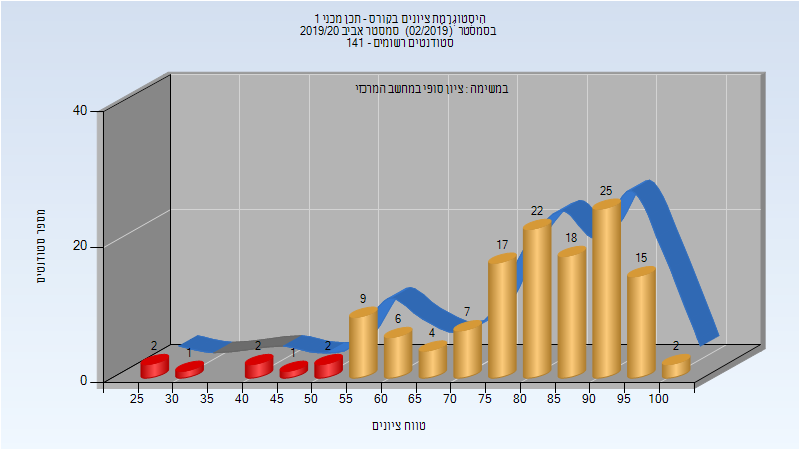 היסטוגרמת ציונים בקורס - תכן מכני 1
בסמסטר (02/2019) סמסטר אביב 2019/20
סטודנטים רשומים - 141
במשימה : ציון סופי במחשב המרכזי
מספר סטודנטים
40
20
0
2
1
2
1
2
9
6
4
7
17
22
18
25
15
2
25 30 35 40 45 50 55 60 65 70 75 80 85 90 95 100
טווח ציונים